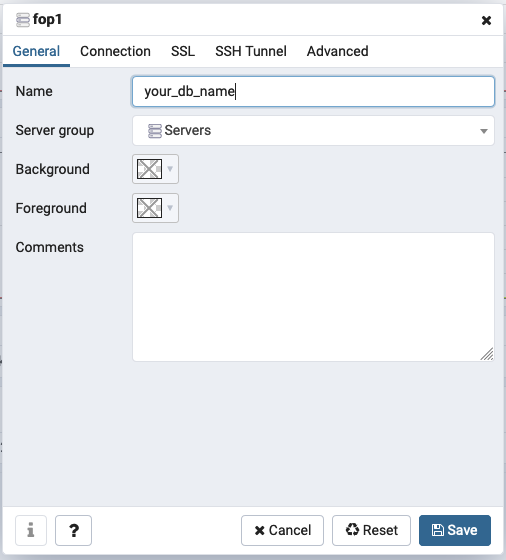 fop1
General Connection SSL SSH Tunnel Advanced
Name your_db_name
Server group Servers
Background
Foreground
Comments
i ? Cancel Reset Save